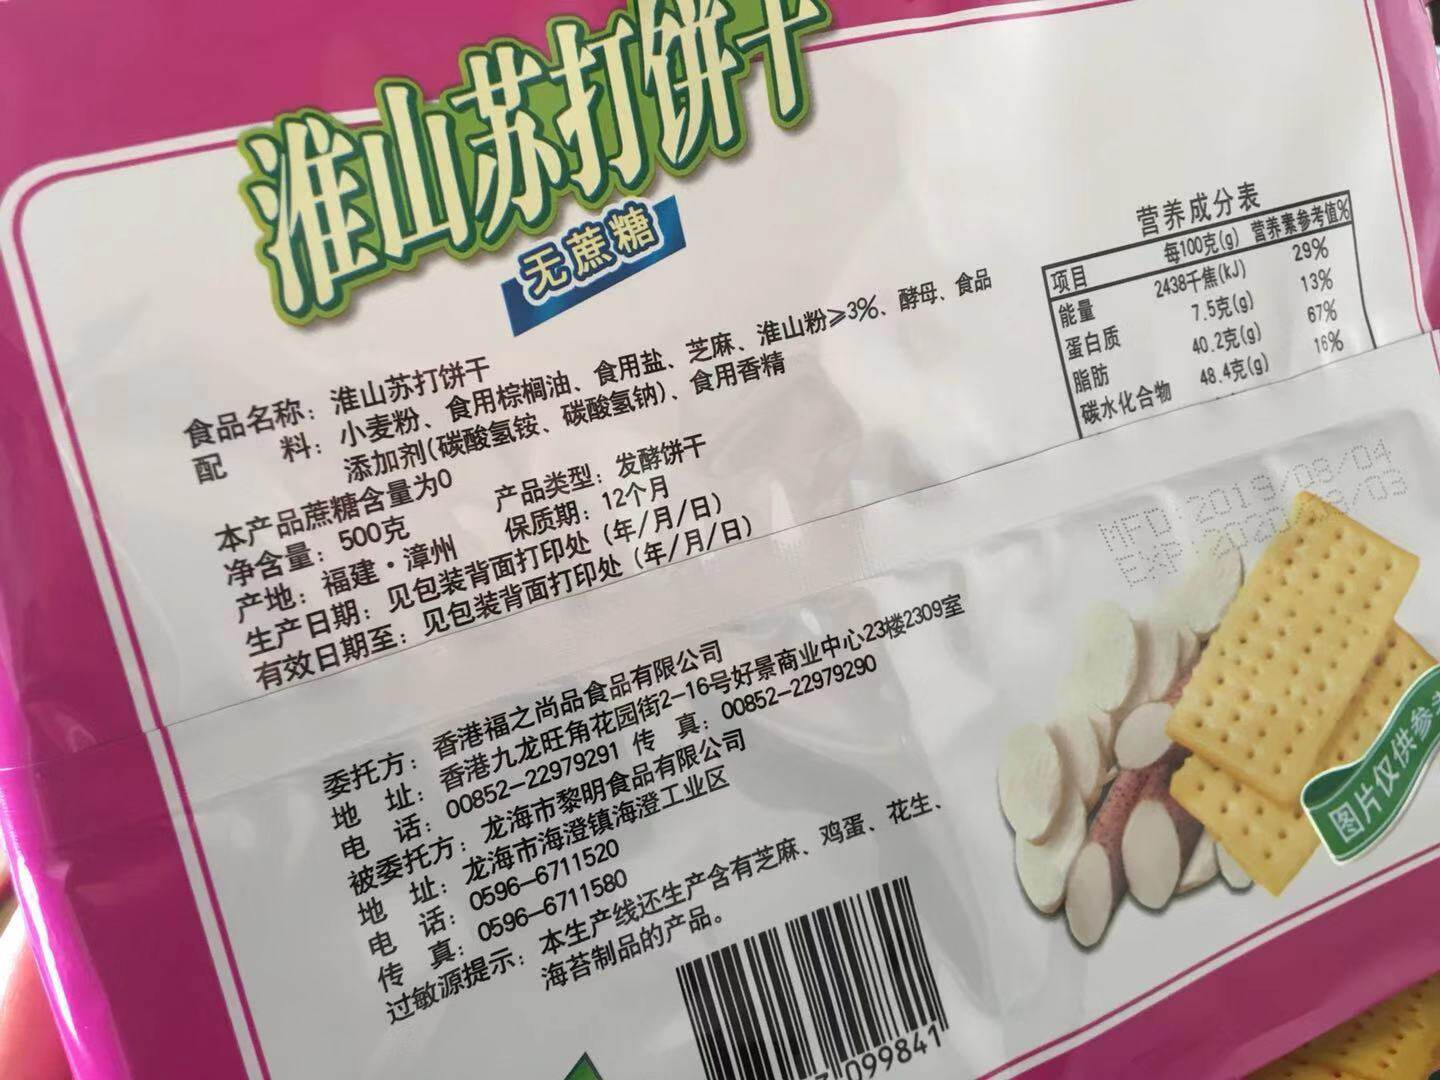 淮山苏打饼干
无蔗糖
食品名称：淮山苏打饼干
配 料：小麦粉、食用棕榈油、食用盐、芝麻、淮山粉≥3%、酵母、食品
添加剂(碳酸氢铵、碳酸氢钠)、食用香精
本产品蔗糖含量为0
净含量：500克 产品类型：发酵饼干
产地：福建·漳州 保质期：12个月
生产日期：见包装背面打印处（年/月/日）
有效日期至：见包装背面打印处（年/月/日）
委托方：香港福之尚品食品有限公司
地 址：香港九龙旺角花园街2-16号好景商业中心23楼2309室
电 话：00852-22979291 传 真：00852-22979290
被委托方：龙海市黎明食品有限公司
地 址：龙海市海澄镇海澄工业区
电 话：0596-6711520
传 真：0596-6711580
过敏源提示：本生产线还生产含有芝麻、鸡蛋、花生、
海苔制品的产品。
营养成分表
项目 每100克(g) 营养素参考值%
能量 2438千焦(kJ) 29%
蛋白质 7.5克(g) 13%
脂肪 40.2克(g) 67%
碳水化合物 48.4克(g) 16%
MFD 2019/09/04
EXP
/03
图片仅供参
099841